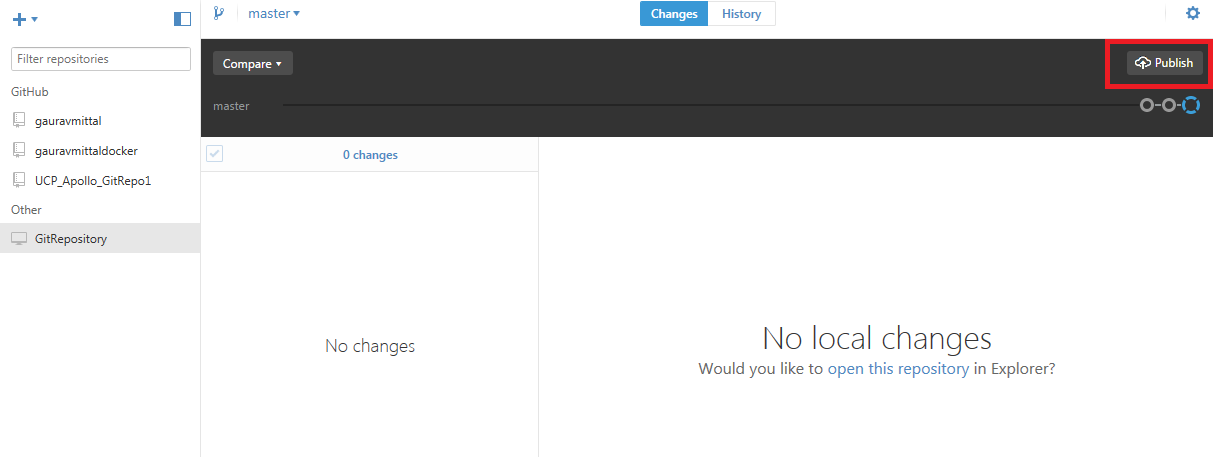 master
Changes
History
Filter repositories
GitHub
gauravmittal
gauravmittaldocker
UCP_Apollo_GitRepo1
Other
GitRepository
Compare
Publish
master
0 changes
No changes
No local changes
Would you like to open this repository in Explorer?